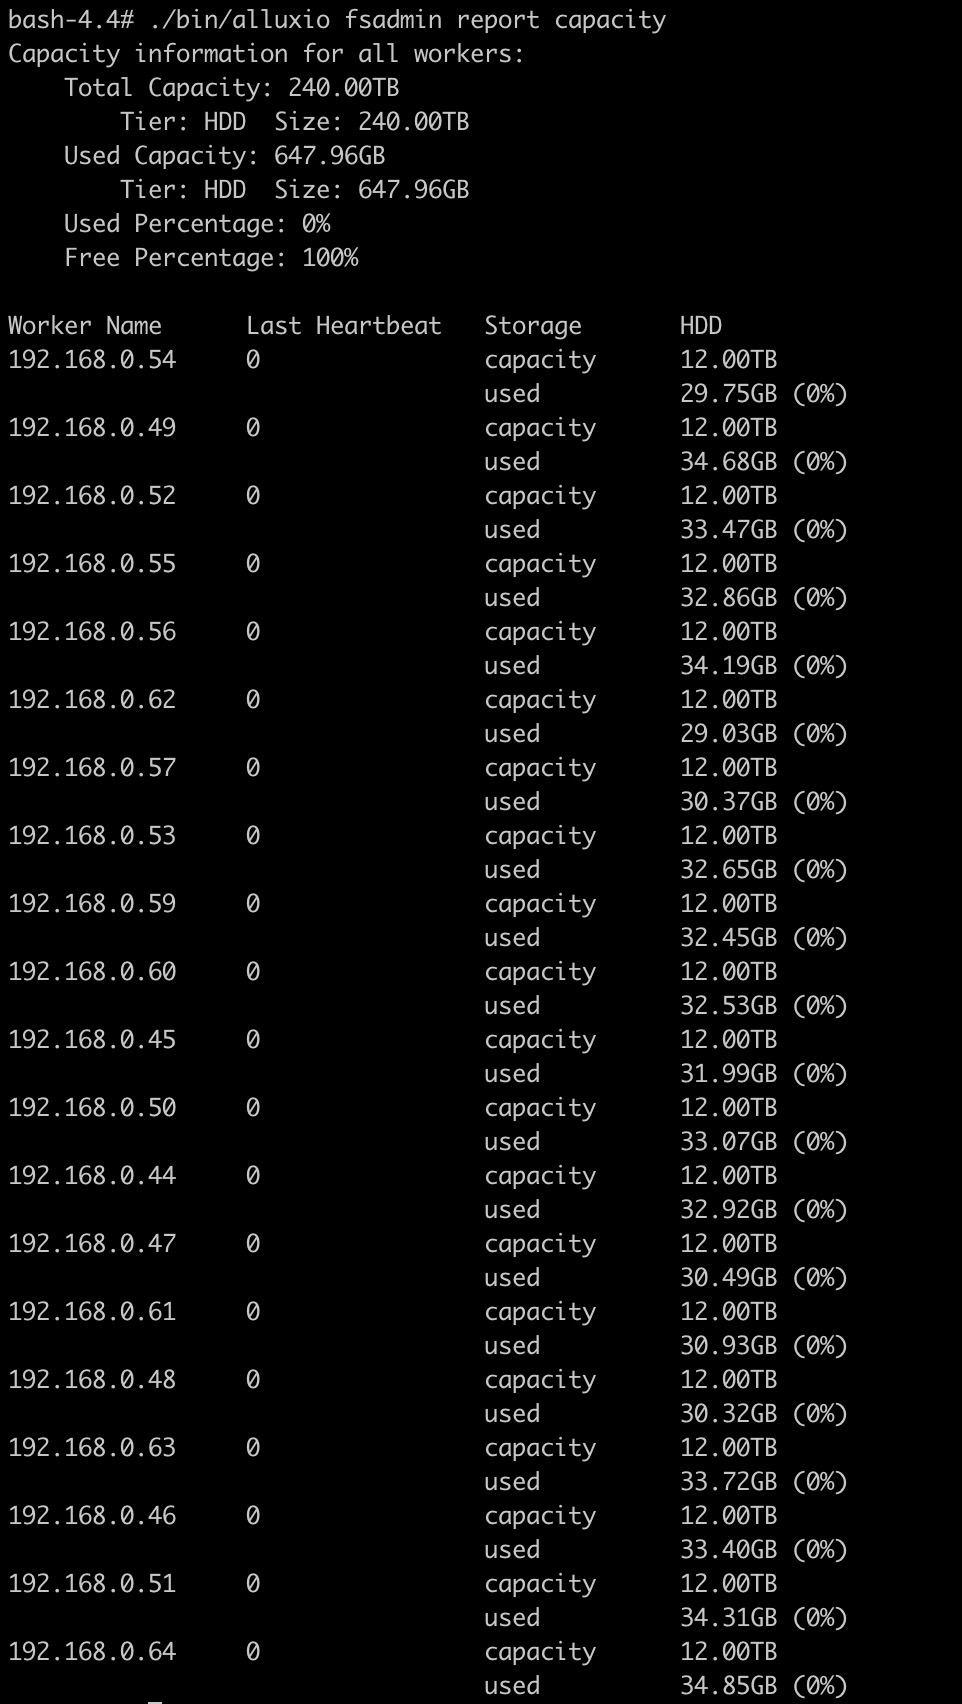 bash-4.4# ./bin/alluxio fsadmin report capacity
Capacity information for all workers:
    Total Capacity: 240.00TB
        Tier: HDD  Size: 240.00TB
    Used Capacity: 647.96GB
        Tier: HDD  Size: 647.96GB
    Used Percentage: 0%
    Free Percentage: 100%

Worker Name      Last Heartbeat   Storage       HDD
192.168.0.54     0                capacity      12.00TB
                                  used          29.75GB (0%)
192.168.0.49     0                capacity      12.00TB
                                  used          34.68GB (0%)
192.168.0.52     0                capacity      12.00TB
                                  used          33.47GB (0%)
192.168.0.55     0                capacity      12.00TB
                                  used          32.86GB (0%)
192.168.0.56     0                capacity      12.00TB
                                  used          34.19GB (0%)
192.168.0.62     0                capacity      12.00TB
                                  used          29.03GB (0%)
192.168.0.57     0                capacity      12.00TB
                                  used          30.37GB (0%)
192.168.0.53     0                capacity      12.00TB
                                  used          32.65GB (0%)
192.168.0.59     0                capacity      12.00TB
                                  used          32.45GB (0%)
192.168.0.60     0                capacity      12.00TB
                                  used          32.53GB (0%)
192.168.0.45     0                capacity      12.00TB
                                  used          31.99GB (0%)
192.168.0.50     0                capacity      12.00TB
                                  used          33.07GB (0%)
192.168.0.44     0                capacity      12.00TB
                                  used          32.92GB (0%)
192.168.0.47     0                capacity      12.00TB
                                  used          30.49GB (0%)
192.168.0.61     0                capacity      12.00TB
                                  used          30.93GB (0%)
192.168.0.48     0                capacity      12.00TB
                                  used          30.32GB (0%)
192.168.0.63     0                capacity      12.00TB
                                  used          33.72GB (0%)
192.168.0.46     0                capacity      12.00TB
                                  used          33.40GB (0%)
192.168.0.51     0                capacity      12.00TB
                                  used          34.31GB (0%)
192.168.0.64     0                capacity      12.00TB
                                  used          34.85GB (0%)